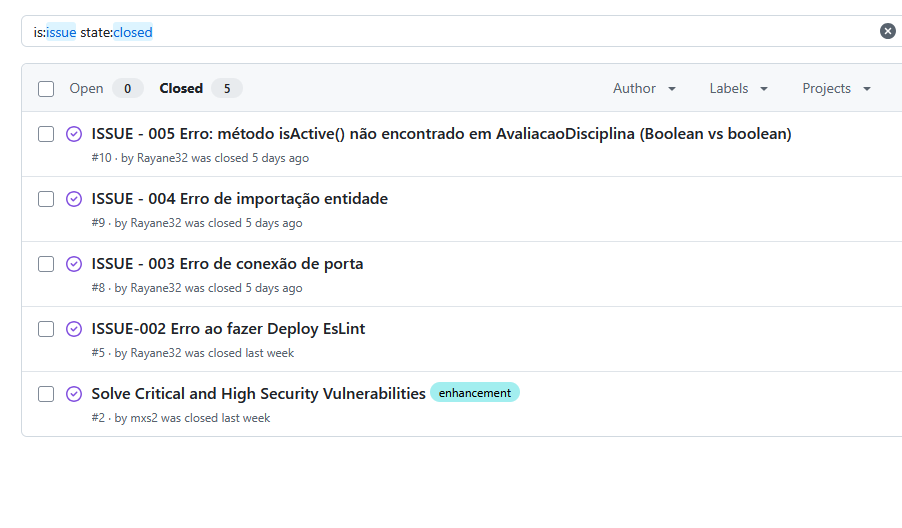 is:issue state:closed
Open 0 Closed 5 Author Labels Projects
ISSUE - 005 Erro: método isActive() não encontrado em AvaliacaoDisciplina (Boolean vs boolean)
#10 · by Rayane32 was closed 5 days ago
ISSUE - 004 Erro de importação entidade
#9 · by Rayane32 was closed 5 days ago
ISSUE - 003 Erro de conexão de porta
#8 · by Rayane32 was closed 5 days ago
ISSUE-002 Erro ao fazer Deploy EsLint
#5 · by Rayane32 was closed last week
Solve Critical and High Security Vulnerabilities enhancement
#2 · by mxs2 was closed last week